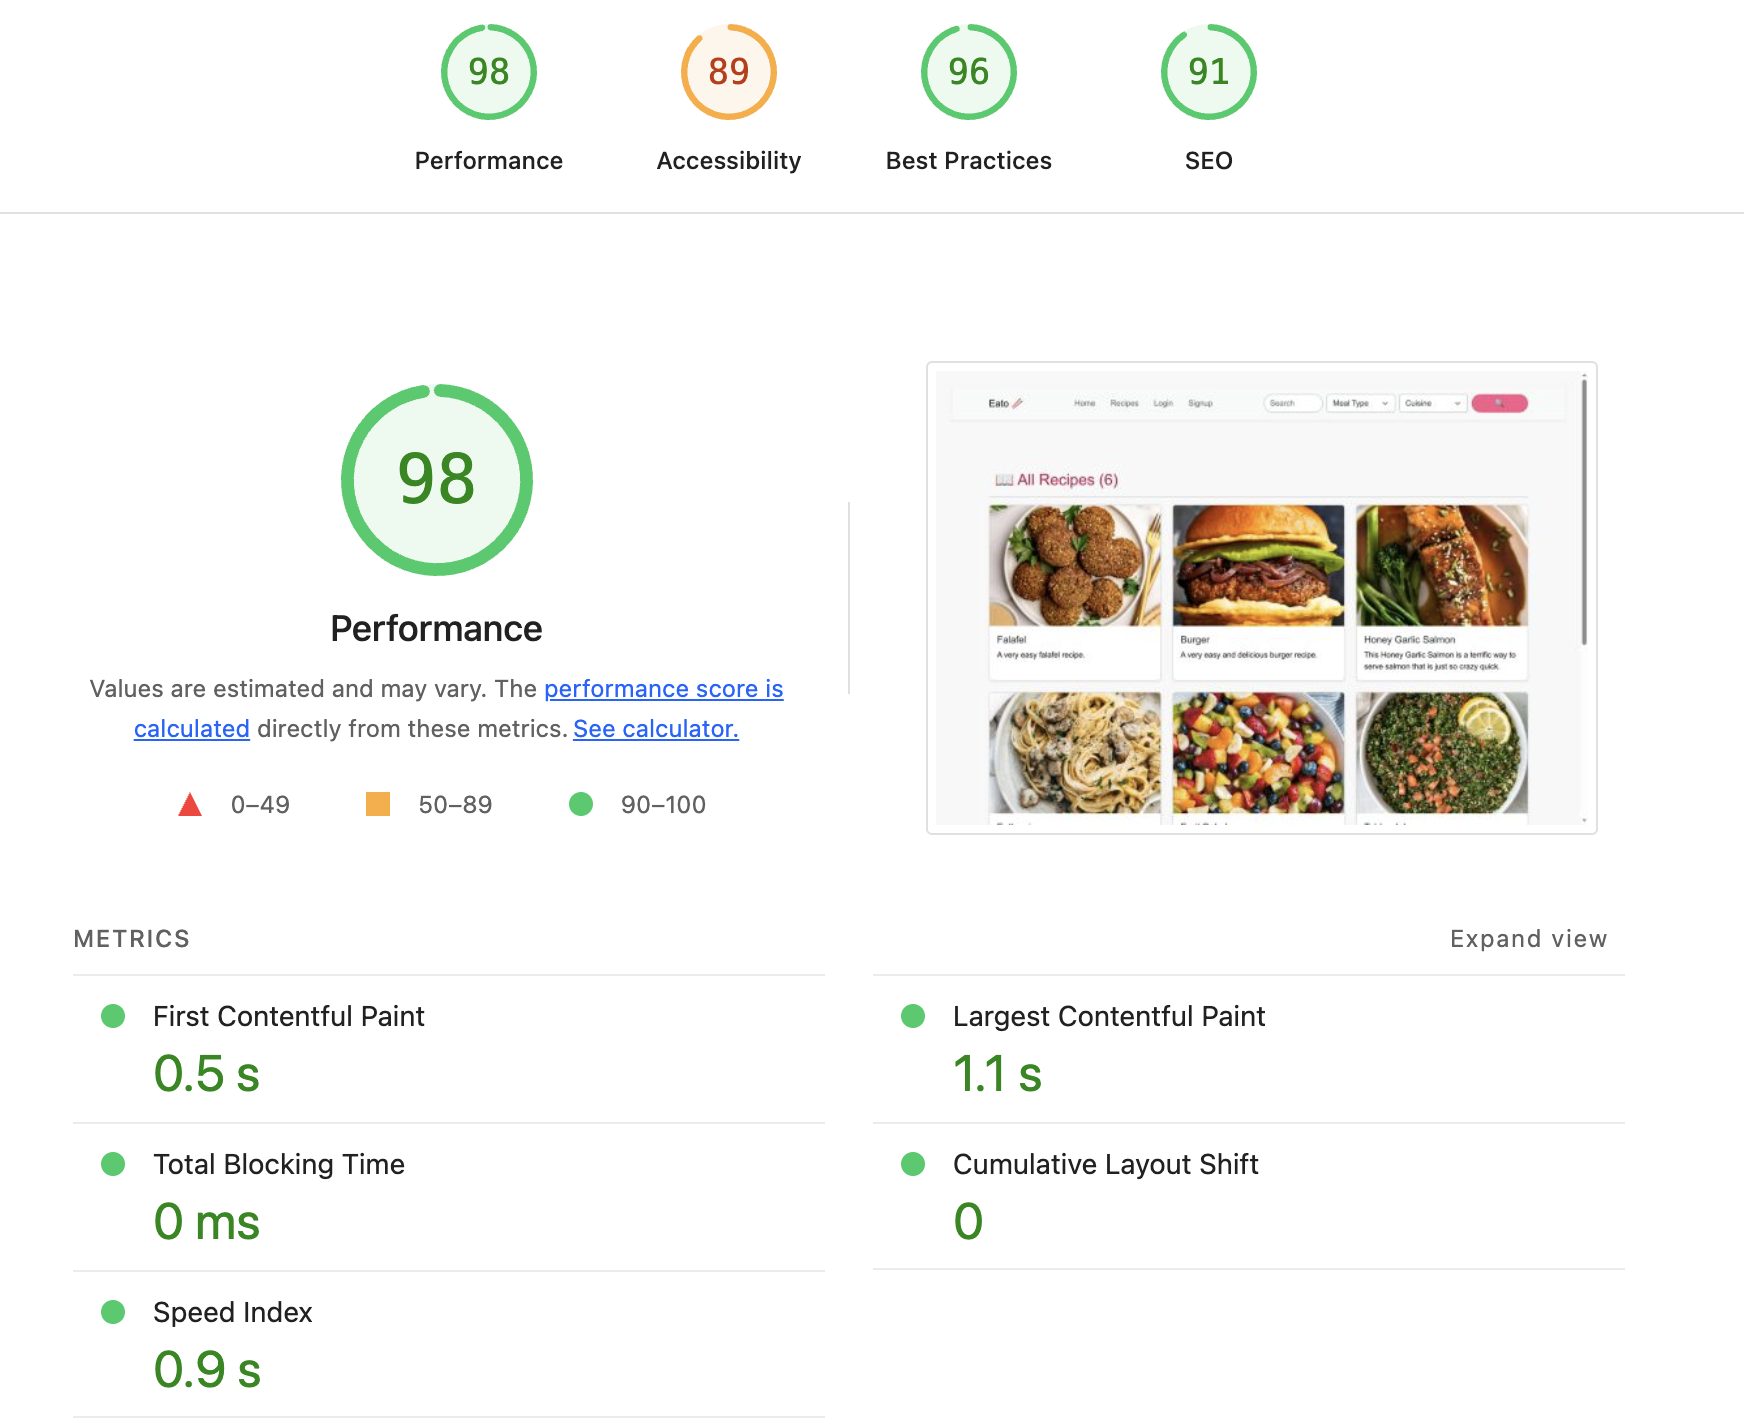 98
89
96
91
Performance
Accessibility
Best Practices
SEO
98
Performance
Values are estimated and may vary. The performance score is
calculated directly from these metrics. See calculator.
0–49
50–89
90–100
Eato
Home
Recipes
Login
Signup
Search
Meal Type
Cuisine
All Recipes (6)
Falafel
A very easy falafel recipe.
Burger
A very easy and delicious burger recipe.
Honey Garlic Salmon
This Honey Garlic Salmon is a terrific way to
serve salmon that is just so crazy quick.
METRICS
Expand view
First Contentful Paint
0.5 s
Largest Contentful Paint
1.1 s
Total Blocking Time
0 ms
Cumulative Layout Shift
0
Speed Index
0.9 s